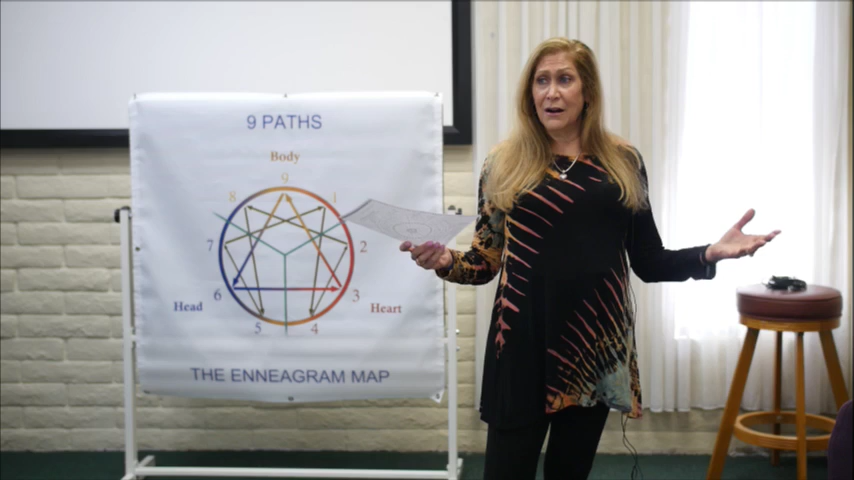 9 PATHS
Body
9
8 1
7 2
6 3
Head Heart
5 4
THE ENNEAGRAM MAP